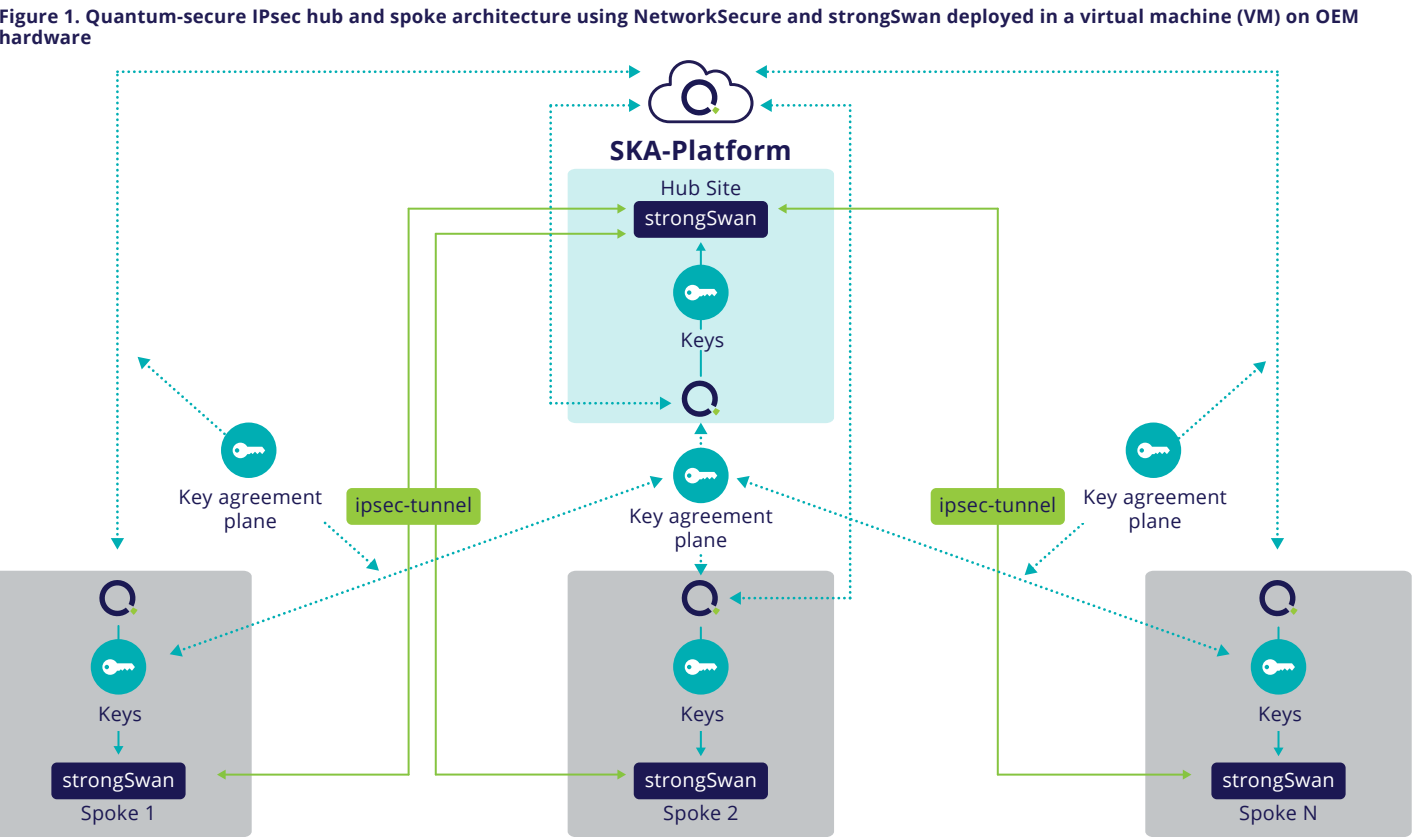 Figure 1. Quantum-secure IPsec hub and spoke architecture using NetworkSecure and strongSwan deployed in a virtual machine (VM) on OEM
hardware
SKA-Platform
Hub Site
strongSwan
Keys
Key agreement
plane
ipsec-tunnel
Key agreement
plane
ipsec-tunnel
Key agreement
plane
Keys
strongSwan
Spoke 1
Keys
strongSwan
Spoke 2
Keys
strongSwan
Spoke N